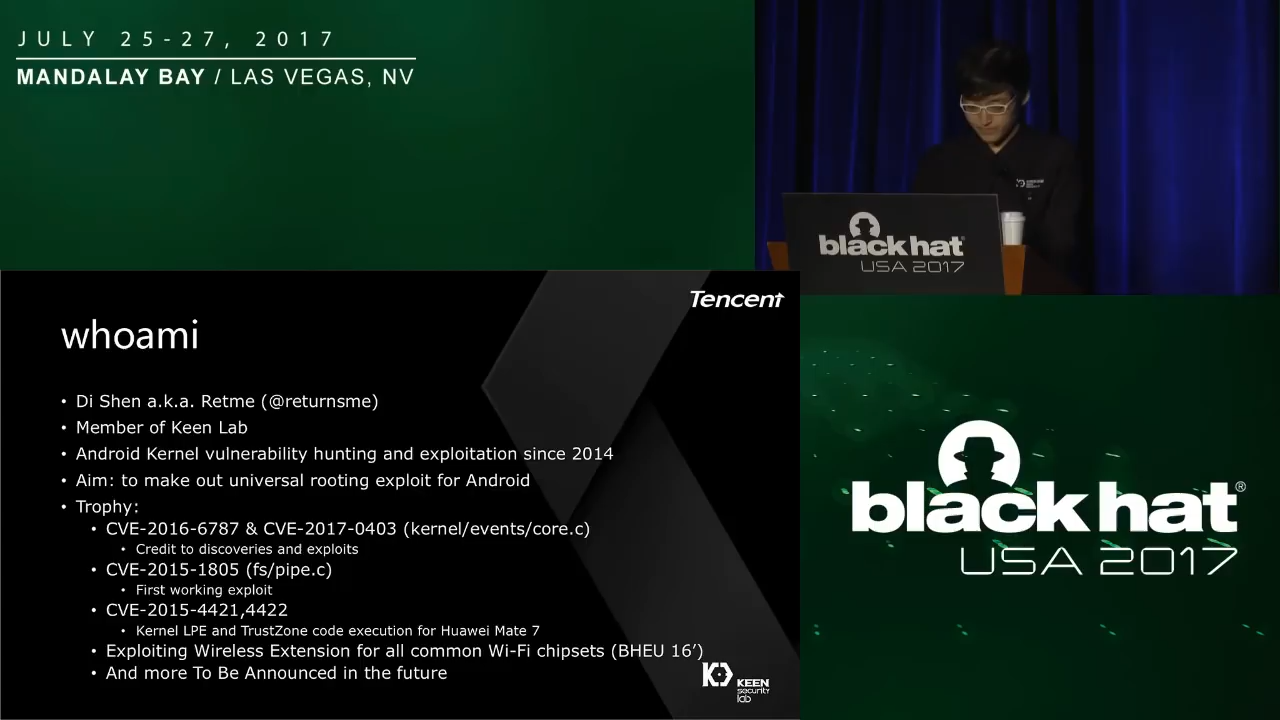 JULY 25-27, 2017
MANDALAY BAY / LAS VEGAS, NV
black hat®
USA 2017
Tencent
whoami
• Di Shen a.k.a. Retme (@returnsme)
• Member of Keen Lab
• Android Kernel vulnerability hunting and exploitation since 2014
• Aim: to make out universal rooting exploit for Android
• Trophy:
• CVE-2016-6787 & CVE-2017-0403 (kernel/events/core.c)
• Credit to discoveries and exploits
• CVE-2015-1805 (fs/pipe.c)
• First working exploit
• CVE-2015-4421,4422
• Kernel LPE and TrustZone code execution for Huawei Mate 7
• Exploiting Wireless Extension for all common Wi-Fi chipsets (BHEU 16’)
• And more To Be Announced in the future
KEEN
security
lab
black hat®
USA 2017